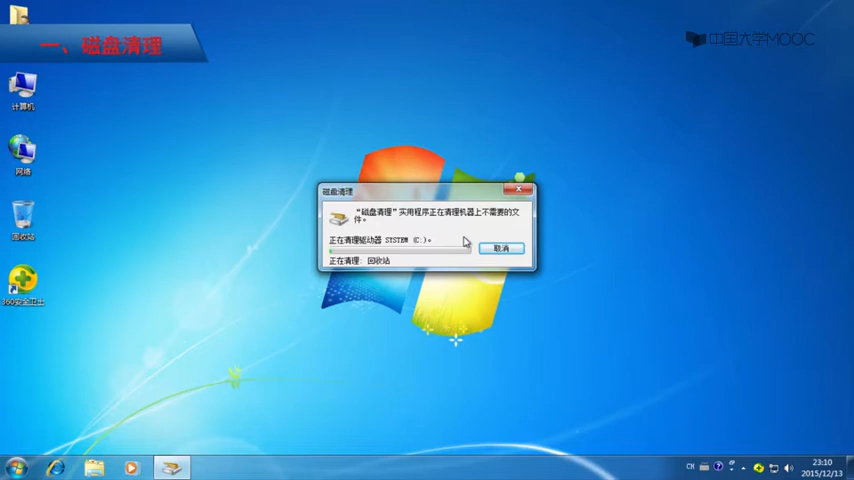 一、磁盘清理
中国大学MOOC
计算机
网络
回收站
360安全卫士
磁盘清理
“磁盘清理”实用程序正在清理机器上不需要的文
件。
正在清理驱动器 SYSTEM (C:)。
取消
正在清理: 回收站
CH
23:10
2015/12/13